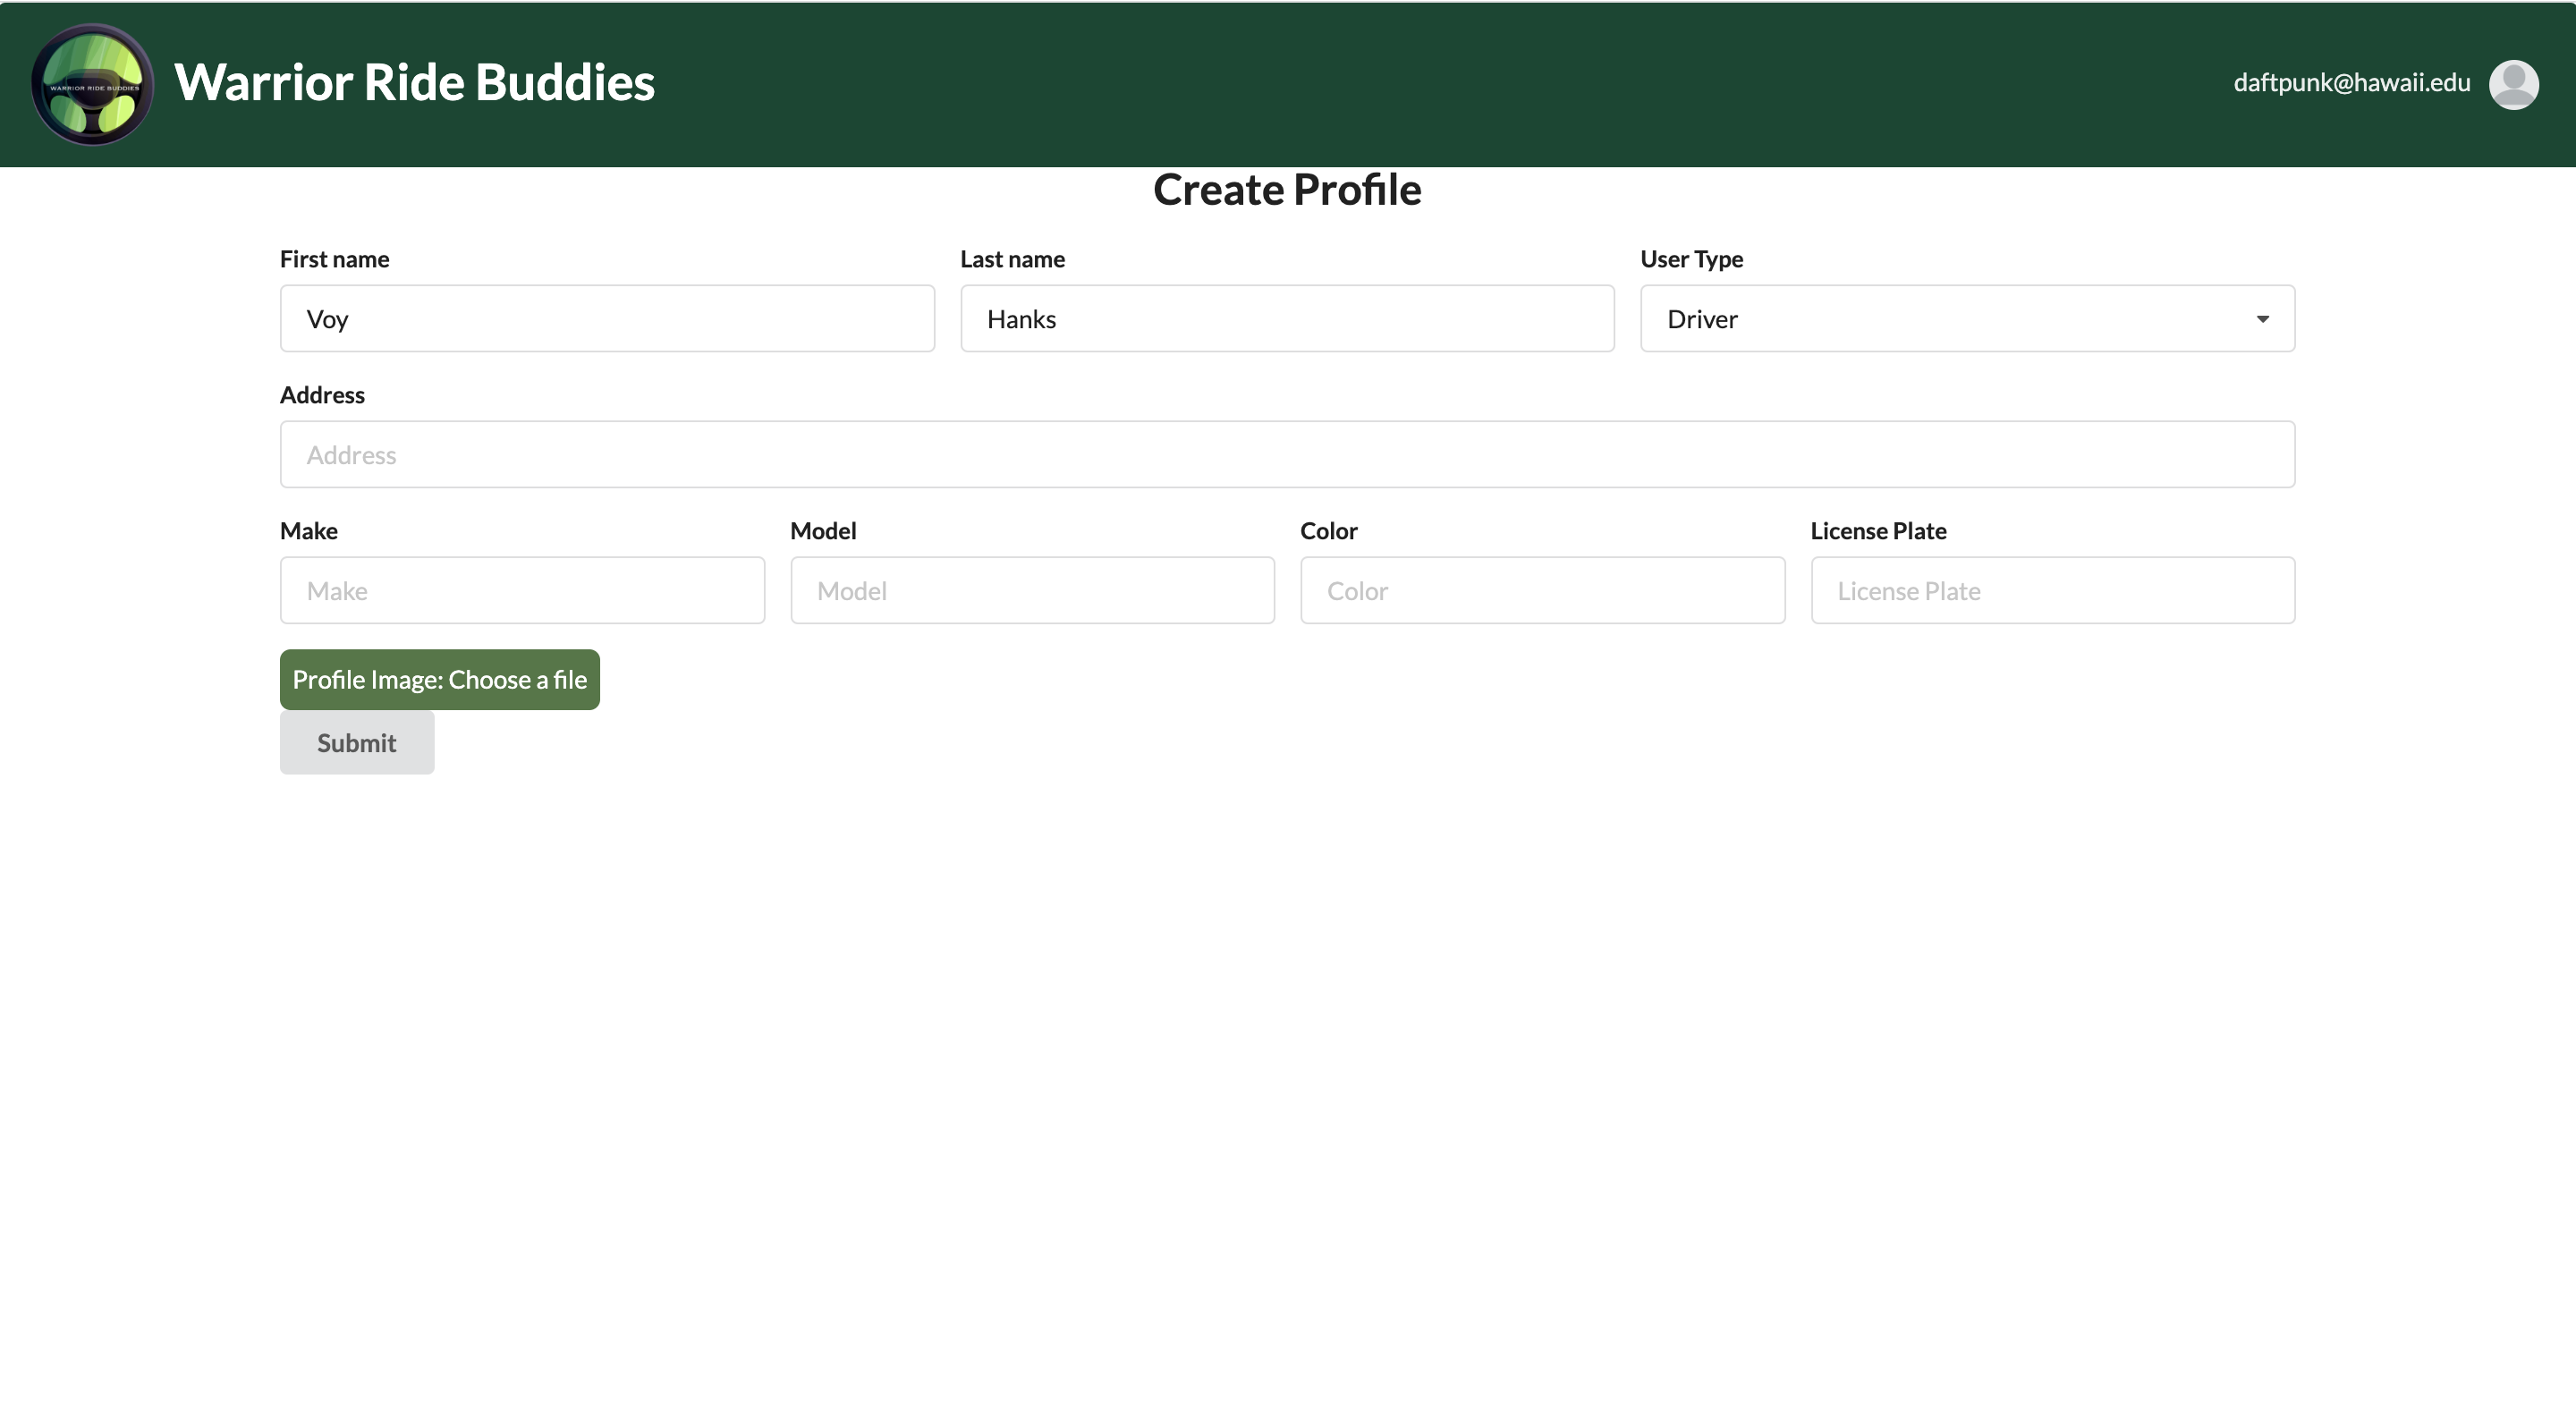 WARRIOR RIDE BUDDIES
Warrior Ride Buddies
daftpunk@hawaii.edu
Create Profile
First name
Last name
User Type
Voy
Hanks
Driver
Address
Address
Make
Model
Color
License Plate
Make
Model
Color
License Plate
Profile Image: Choose a file
Submit